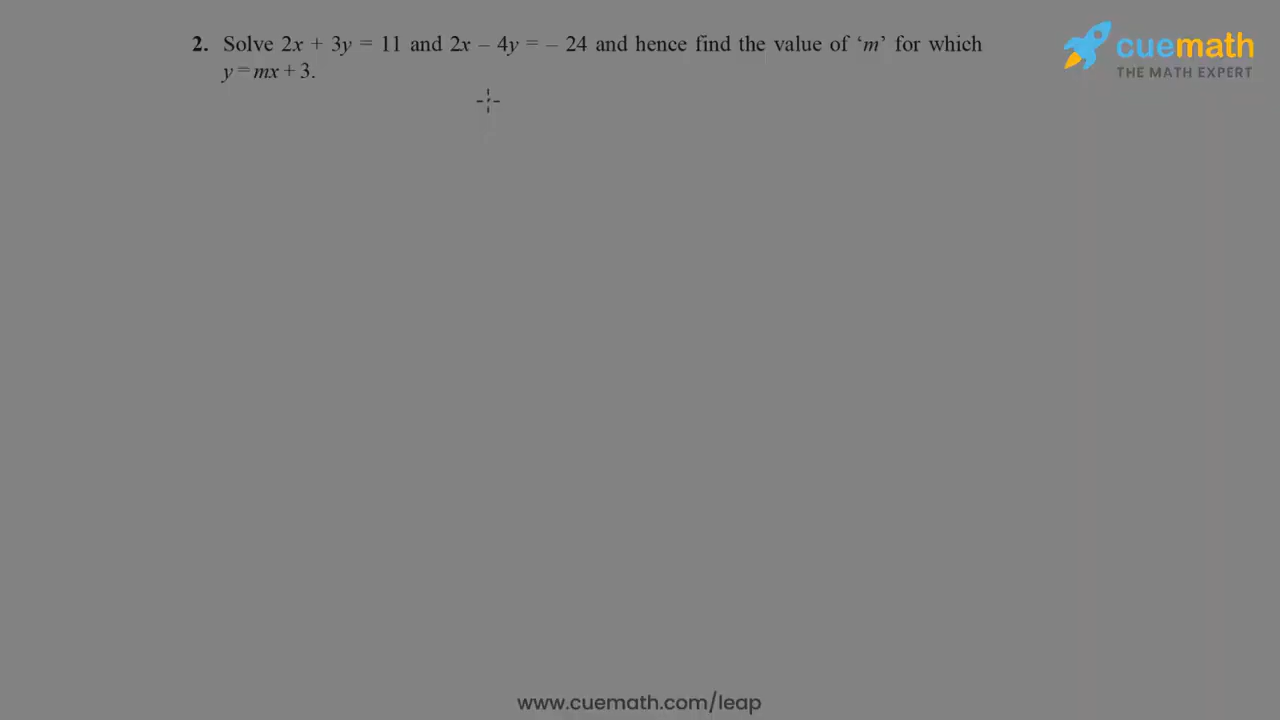 2. Solve 2x + 3y = 11 and 2x – 4y = – 24 and hence find the value of ‘m’ for which
y = mx + 3.
cuemath
THE MATH EXPERT
www.cuemath.com/leap